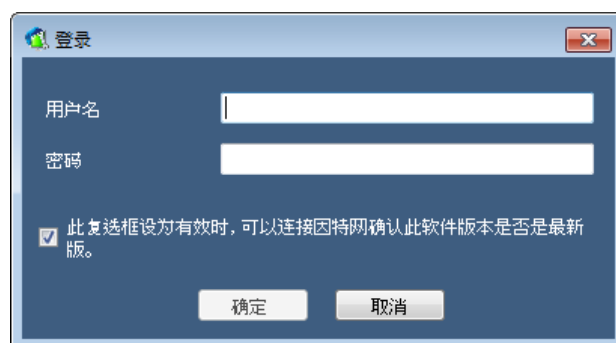 登录
用户名
密码
此复选框设为有效时，可以连接因特网确认此软件版本是否是最新
版。
确定
取消